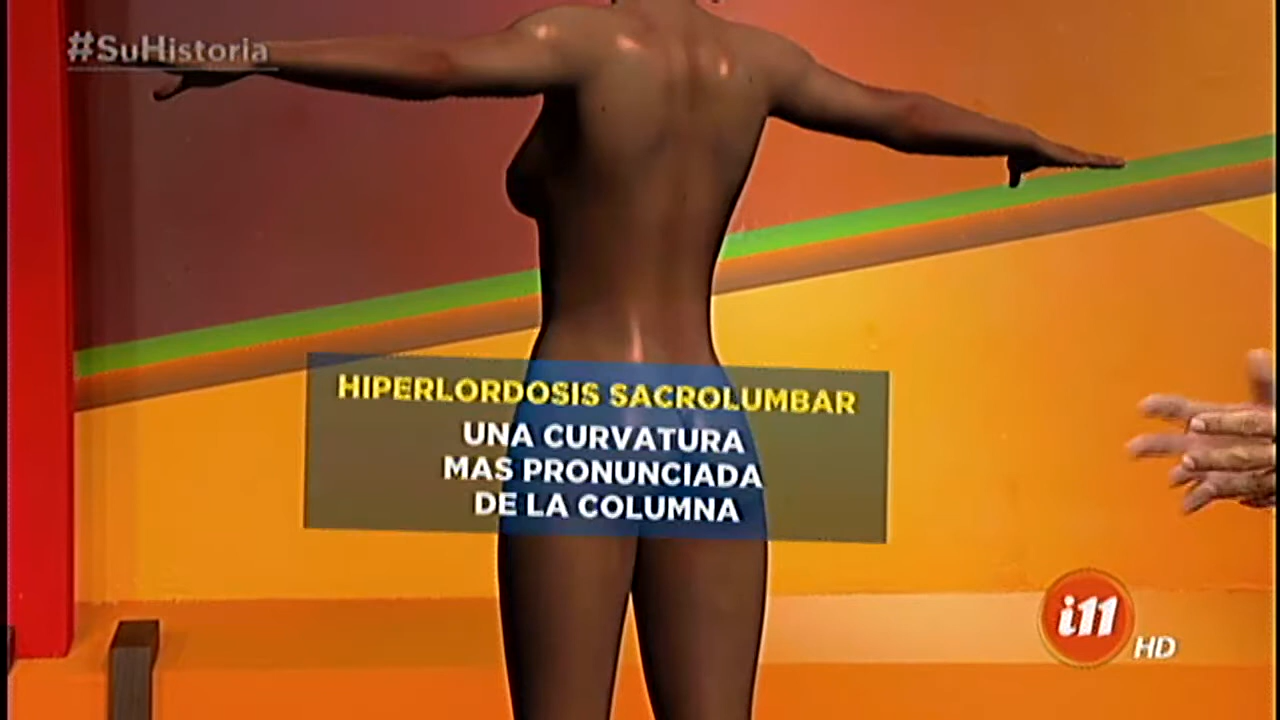 #SuHistoria
HIPERLORDOSIS SACROLUMBAR
UNA CURVATURA
MAS PRONUNCIADA
DE LA COLUMNA
i11
HD